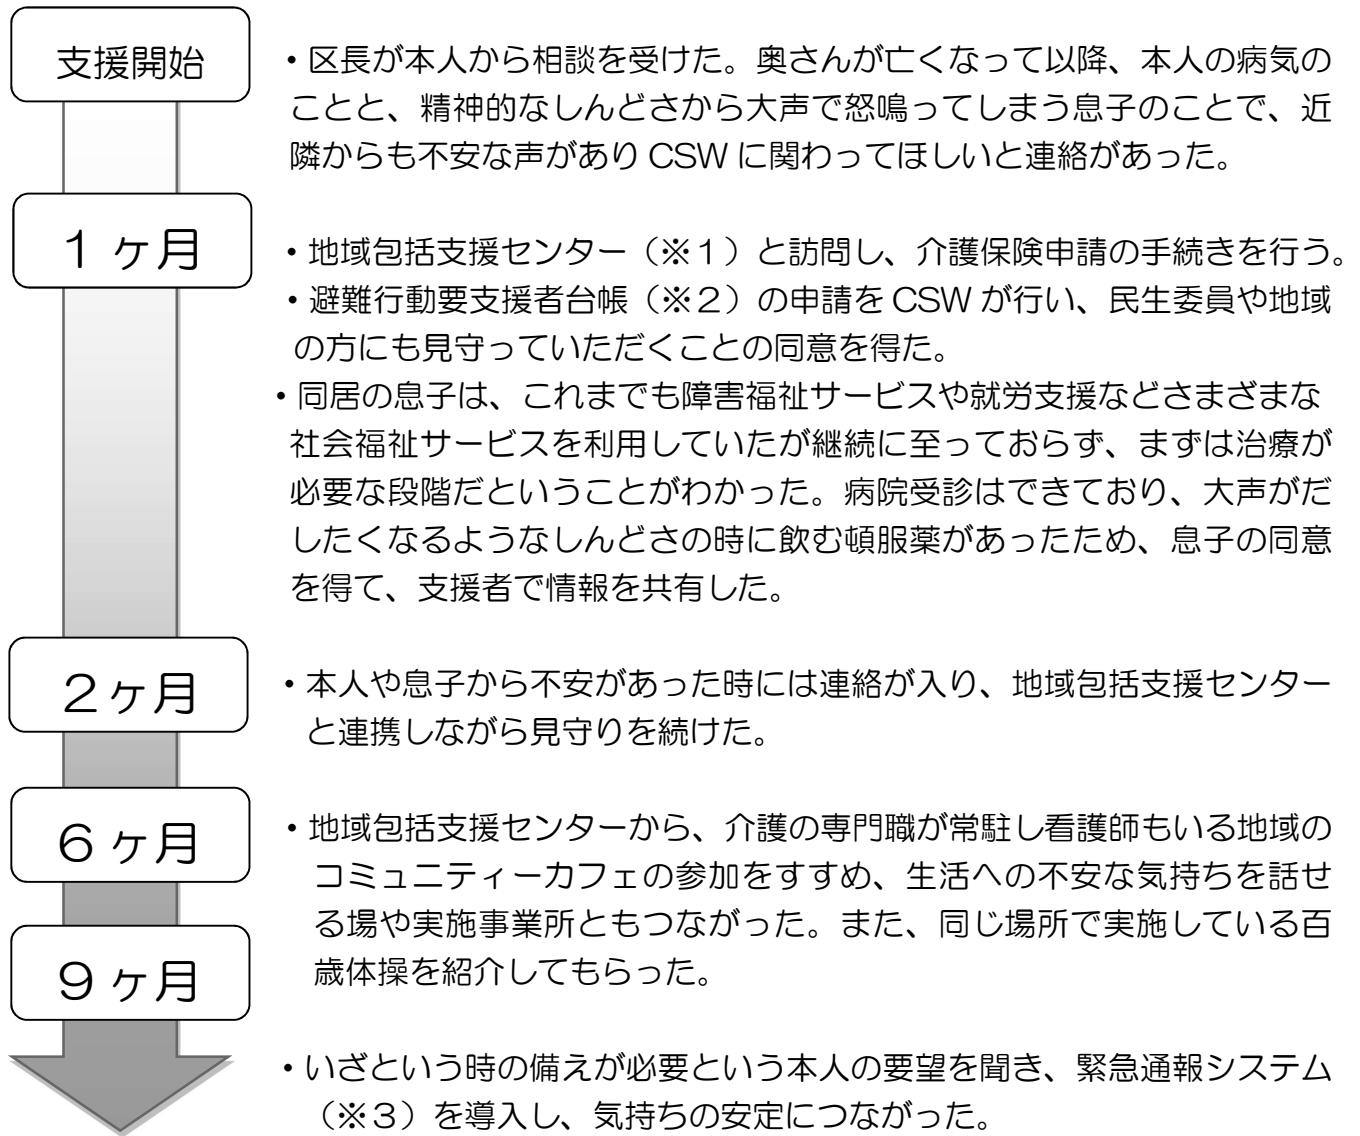 支援開始
・区長が本人から相談を受けた。奥さんが亡くなって以降、本人の病気の
ことと、精神的なしんどさから大声で怒鳴ってしまう息子のことで、近
隣からも不安な声がありCSWに関わってほしいと連絡があった。
1ヶ月
・地域包括支援センター（※1）と訪問し、介護保険申請の手続きを行う。
・避難行動要支援者台帳（※2）の申請をCSWが行い、民生委員や地域
の方にも見守っていただくことの同意を得た。
・同居の息子は、これまでも障害福祉サービスや就労支援などさまざまな
社会福祉サービスを利用していたが継続に至っておらず、まずは治療が
必要な段階だということがわかった。病院受診はできており、大声がだ
したくなるようなしんどさの時に飲む頓服薬があったため、息子の同意
を得て、支援者で情報を共有した。
2ヶ月
・本人や息子から不安があった時には連絡が入り、地域包括支援センター
と連携しながら見守りを続けた。
6ヶ月
・地域包括支援センターから、介護の専門職が常駐し看護師もいる地域の
コミュニティーカフェの参加をすすめ、生活への不安な気持ちを話せ
る場や実施事業所ともつながった。また、同じ場所で実施している百
歳体操を紹介してもらった。
9ヶ月
・いざという時の備えが必要という本人の要望を聞き、緊急通報システム
（※3）を導入し、気持ちの安定につながった。